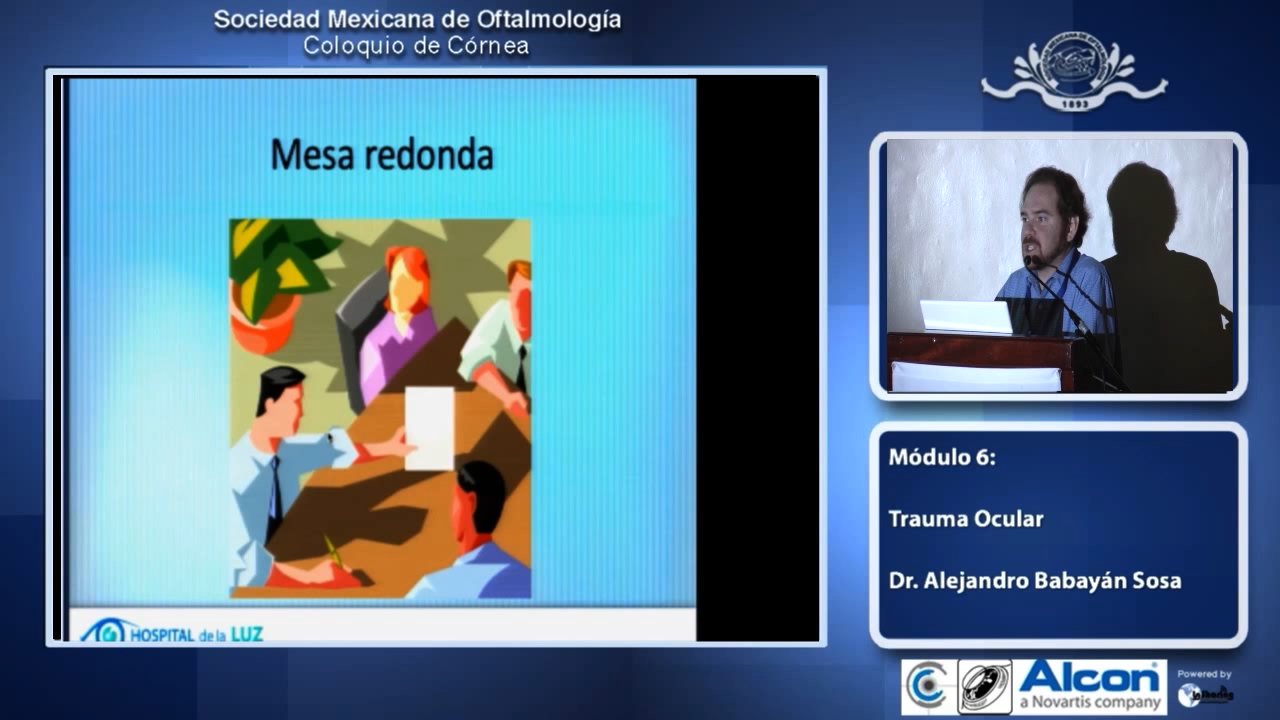 Sociedad Mexicana de Oftalmología
Coloquio de Córnea
Mesa redonda
HOSPITAL de la LUZ
1893
Módulo 6:
Trauma Ocular
Dr. Alejandro Babayán Sosa
Alcon
a Novartis company
Powered by